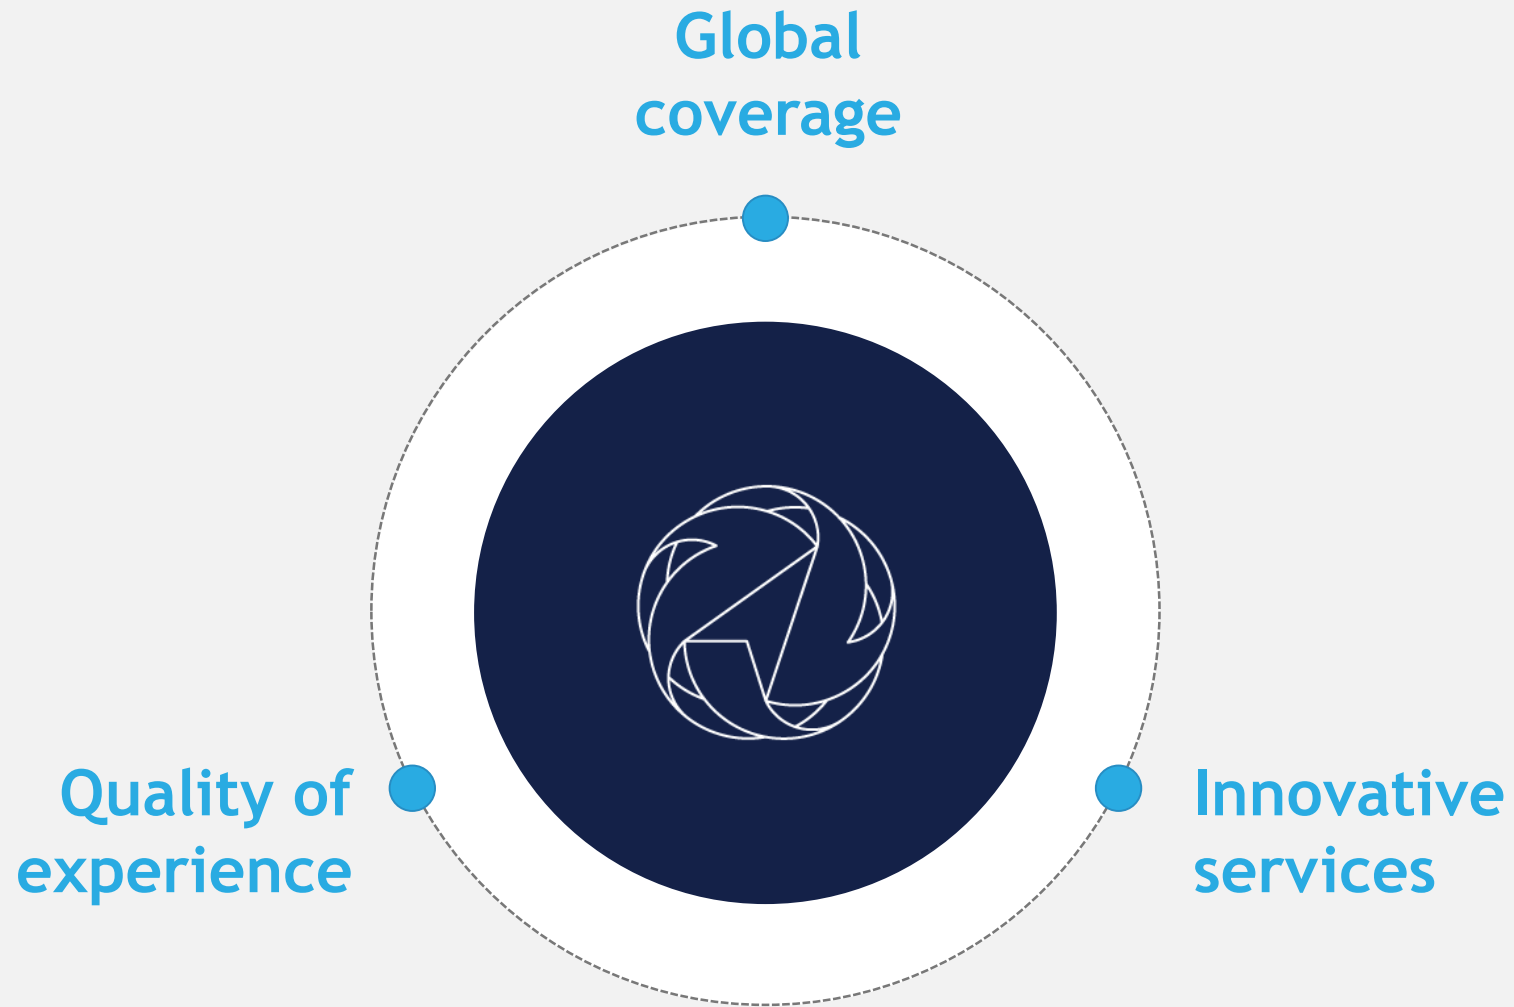 Global
coverage
Quality of
experience
Innovative
services